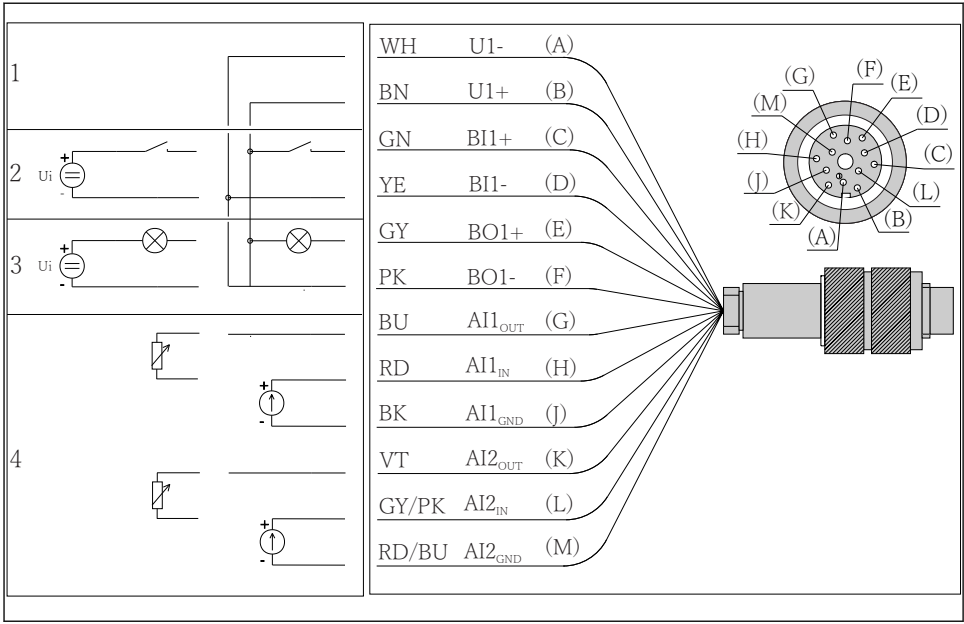 1
2
Ui
+
-
3
Ui
+
-
4
+
-
+
-
WH U1- (A)
BN U1+ (B)
GN BI1+ (C)
YE BI1- (D)
GY BO1+ (E)
PK BO1- (F)
BU AI1OUT (G)
RD AI1IN (H)
BK AI1GND (J)
VT AI2OUT (K)
GY/PK AI2IN (L)
RD/BU AI2GND (M)
(G)
(F)
(E)
(M)
(D)
(H)
(C)
(J)
(L)
(K)
(B)
(A)